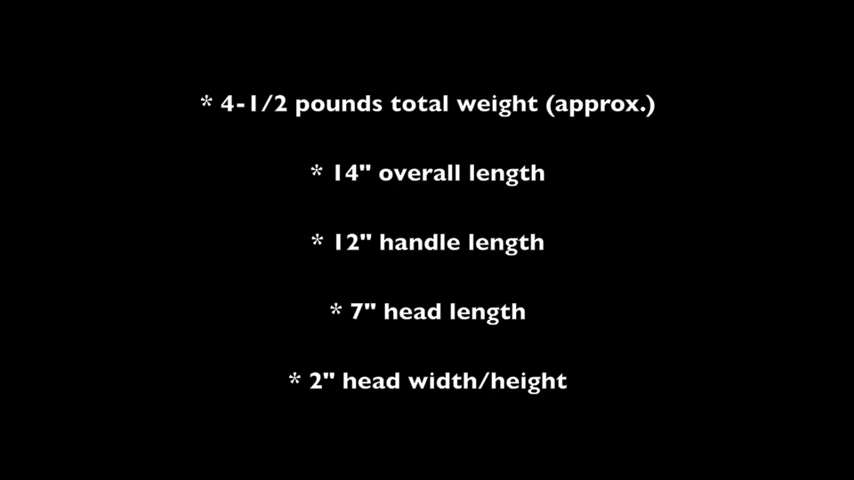 * 4-1/2 pounds total weight (approx.)
* 14" overall length
* 12" handle length
* 7" head length
* 2" head width/height